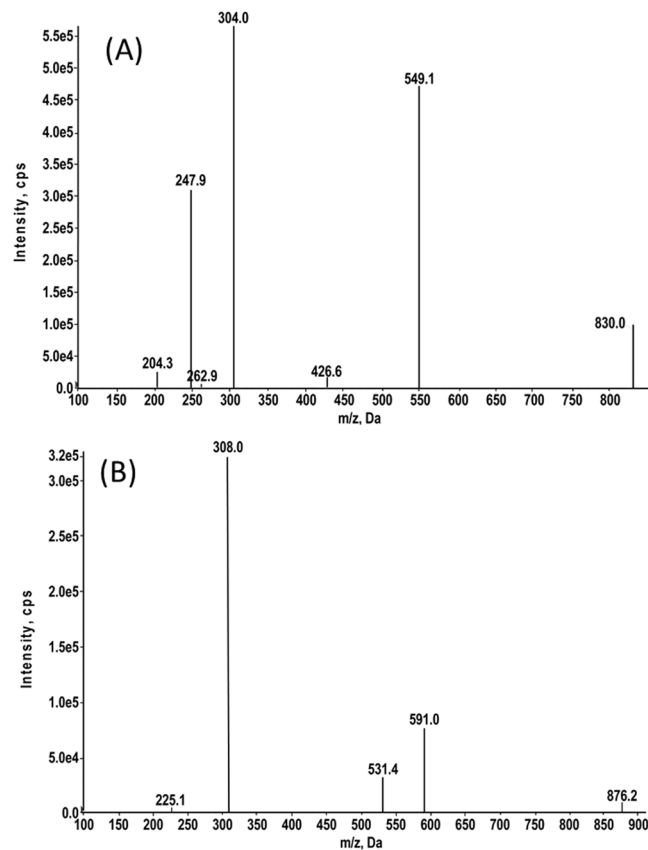 (A)
304.0
549.1
247.9
830.0
204.3
262.9
426.6
5.5e5
5.0e5
4.5e5
4.0e5
3.5e5
3.0e5
2.5e5
2.0e5
1.5e5
1.0e5
5.0e4
0.0
Intensity, cps
100 150 200 250 300 350 400 450 500 550 600 650 700 750 800
m/z, Da
(B)
308.0
591.0
531.4
225.1
876.2
3.2e5
3.0e5
2.5e5
2.0e5
1.5e5
1.0e5
5.0e4
0.0
Intensity, cps
100 150 200 250 300 350 400 450 500 550 600 650 700 750 800 850 900
m/z, Da